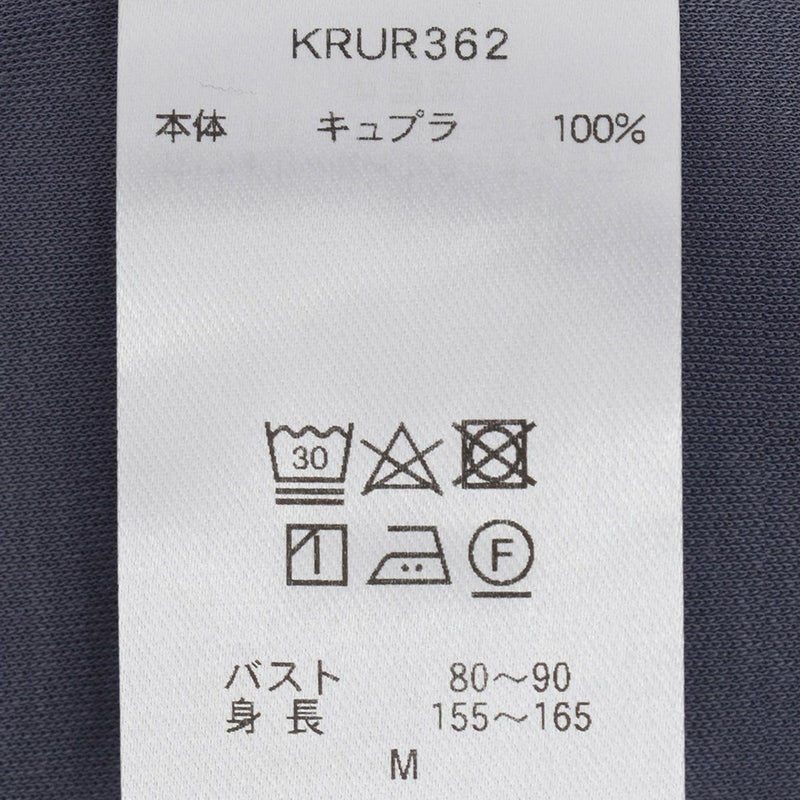 KRUR362
本体 キュプラ 100%
30
F
バスト 80〜90
身長 155〜165
M